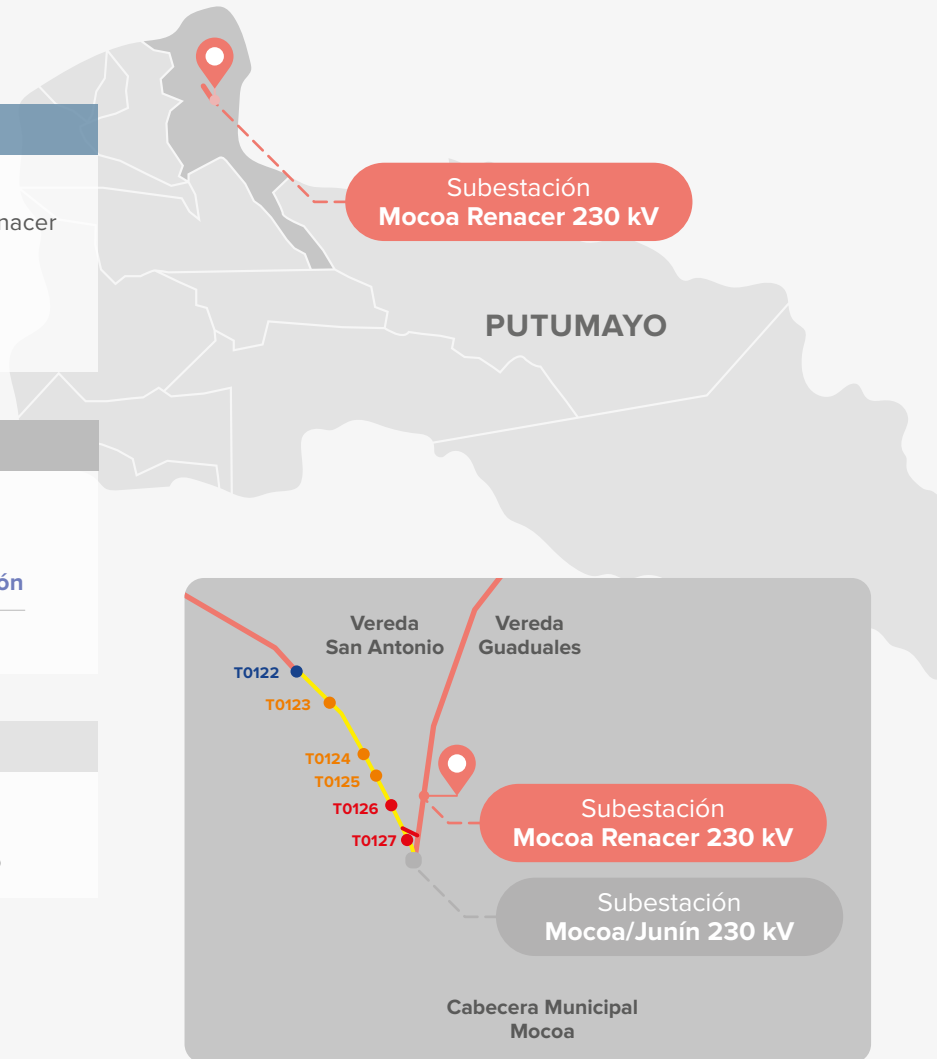 Subestación
Mocoa Renacer 230 kV
nacer
PUTUMAYO
ón
Vereda
San Antonio
Vereda
Guaduales
T0122
T0123
T0124
T0125
T0126
T0127
Subestación
Mocoa Renacer 230 kV
Subestación
Mocoa/Junín 230 kV
Cabecera Municipal
Mocoa